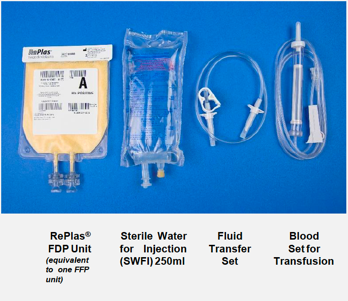 RePlas
A
RePlas®
FDP Unit
(equivalent
to one FFP
unit)
Sterile Water
for Injection
(SWFI) 250ml
Fluid
Transfer
Set
Blood
Set for
Transfusion